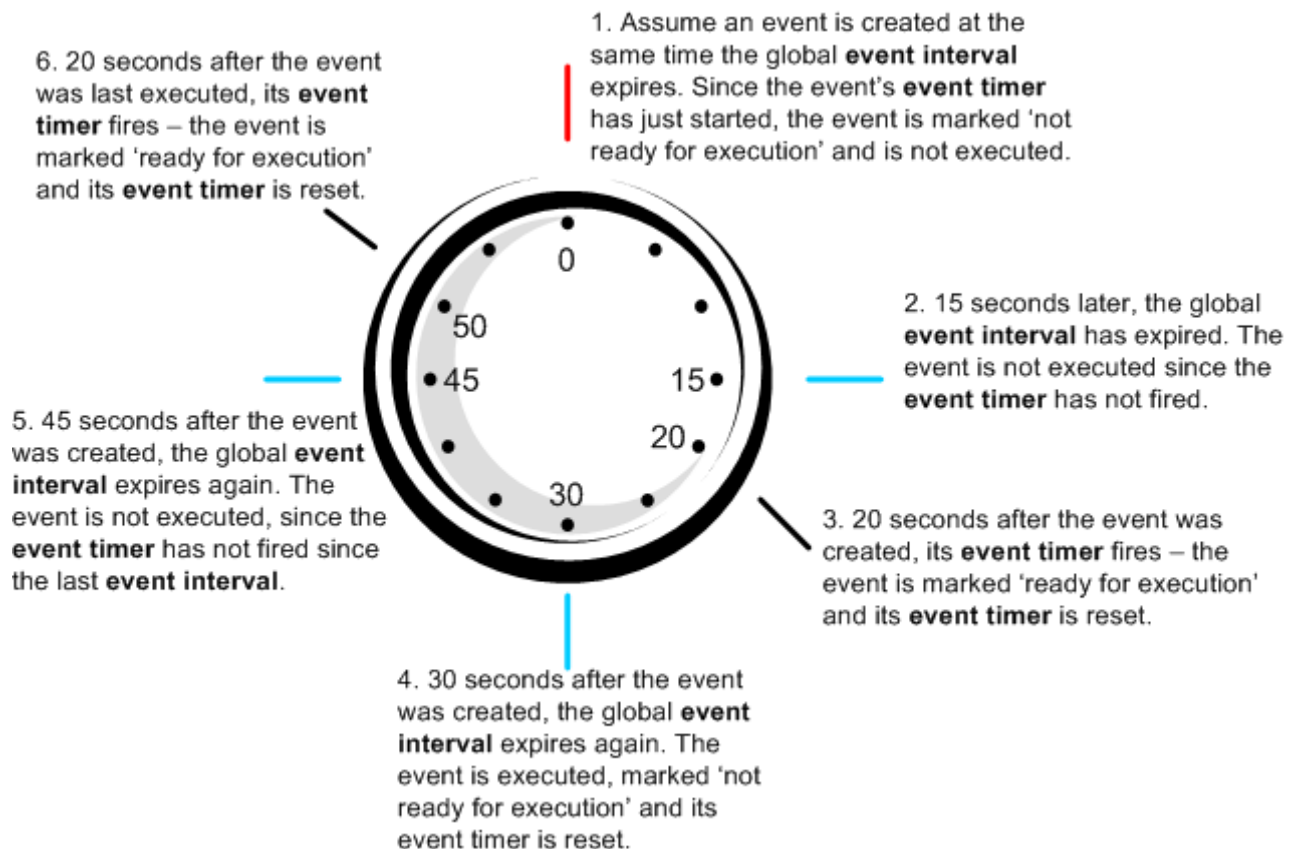 1. Assume an event is created at the
same time the global event interval
expires. Since the event's event timer
has just started, the event is marked ‘not
ready for execution’ and is not executed.
2. 15 seconds later, the global
event interval has expired. The
event is not executed since the
event timer has not fired.
3. 20 seconds after the event was
created, its event timer fires – the
event is marked ‘ready for execution’
and its event timer is reset.
4. 30 seconds after the event
was created, the global event
interval expires again. The
event is executed, marked ‘not
ready for execution’ and its
event timer is reset.
5. 45 seconds after the event
was created, the global event
interval expires again. The
event is not executed, since the
event timer has not fired since
the last event interval.
6. 20 seconds after the event
was last executed, its event
timer fires – the event is
marked ‘ready for execution’
and its event timer is reset.
0
15
20
30
45
50